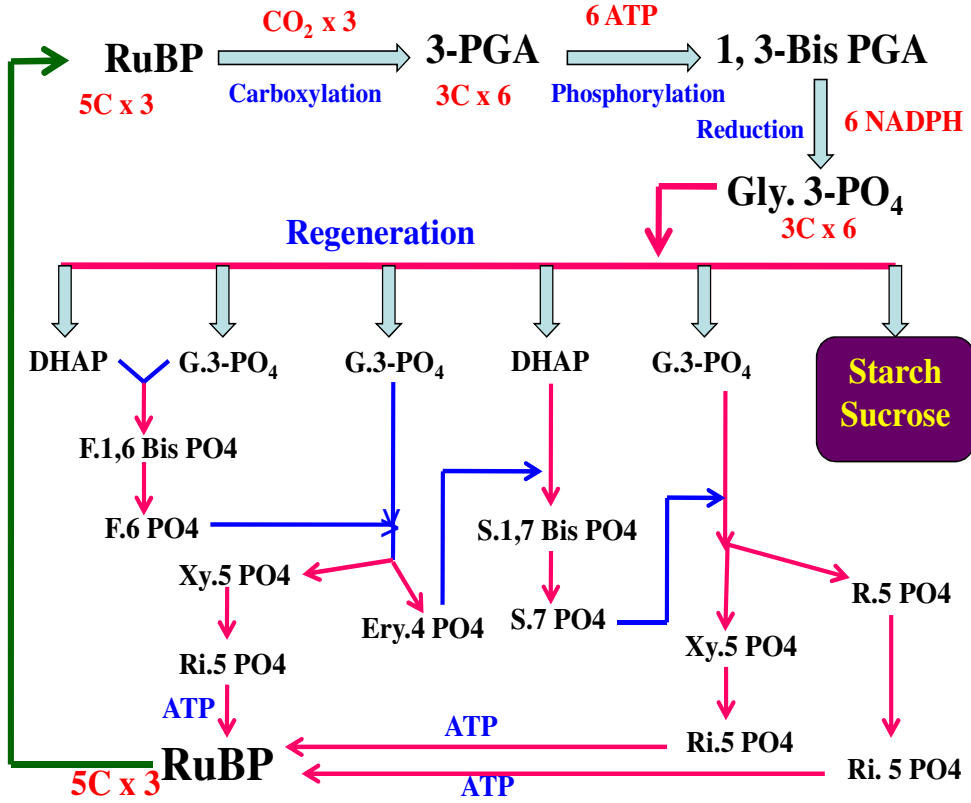 CO₂ x 3
6 ATP
RuBP
3-PGA
1, 3-Bis PGA
5C x 3
Carboxylation
3C x 6
Phosphorylation
Reduction
6 NADPH
Gly. 3-PO₄
3C x 6
Regeneration
DHAP
G.3-PO₄
G.3-PO₄
DHAP
G.3-PO₄
Starch
Sucrose
F.1,6 Bis PO4
F.6 PO4
S.1,7 Bis PO4
Xy.5 PO4
R.5 PO4
Ery.4 PO4
S.7 PO4
Xy.5 PO4
Ri.5 PO4
ATP
ATP
Ri.5 PO4
RuBP
5C x 3
ATP
Ri. 5 PO4